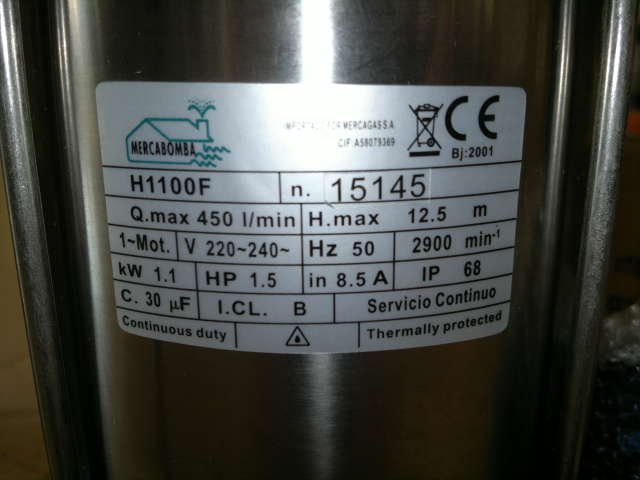 MERCABOMBA
IMPORTADO POR MERCAGAS S.A.
CIF. A58079369
CE
Bj:2001
H1100F n. 15145
Q.max 450 l/min H.max 12.5 m
1~Mot. V 220~240~ Hz 50 2900 min-¹
kW 1.1 HP 1.5 in 8.5 A IP 68
C. 30 µF I.CL. B Servicio Continuo
Continuous duty Thermally protected